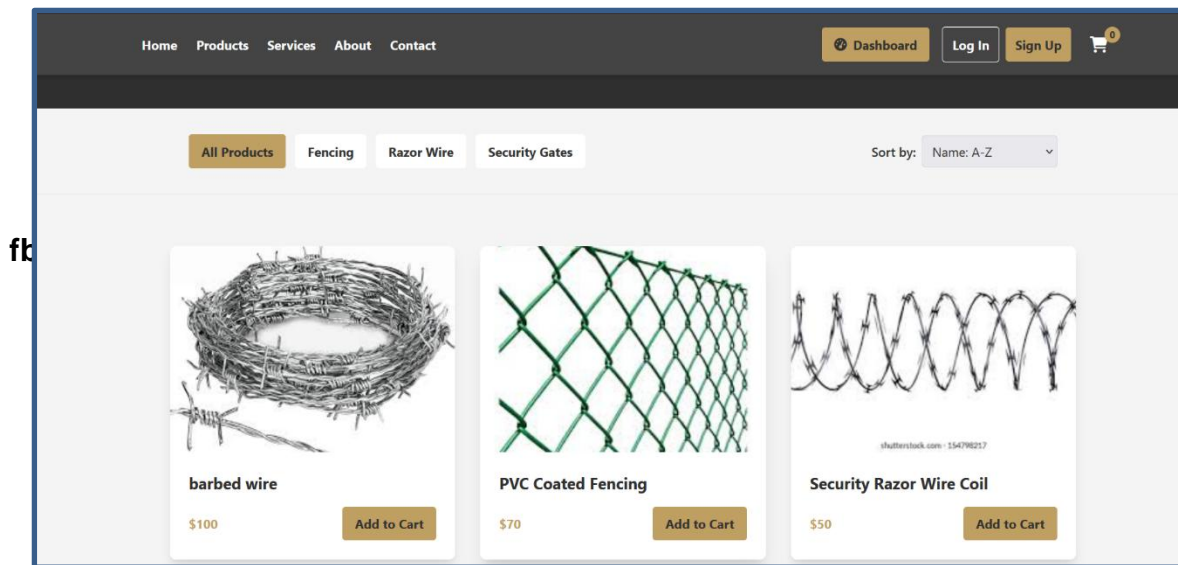 Home Products Services About Contact Dashboard Log In Sign Up 0
All Products Fencing Razor Wire Security Gates Sort by: Name: A-Z
fb
shutterstock.com · 154798217
barbed wire PVC Coated Fencing Security Razor Wire Coil
$100 Add to Cart $70 Add to Cart $50 Add to Cart